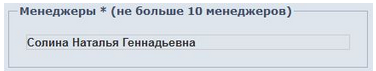 Менеджеры * (не больше 10 менеджеров)
Солина Наталья Геннадьевна